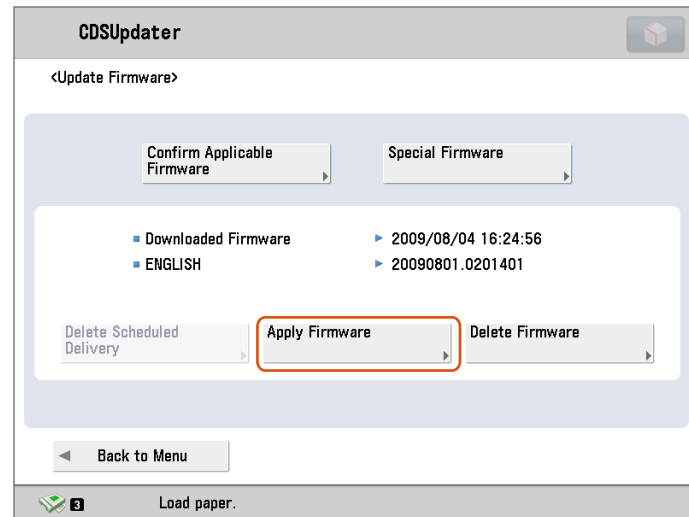 CDSUpdater
<Update Firmware>
Confirm Applicable
Firmware
Special Firmware
Downloaded Firmware
2009/08/04 16:24:56
ENGLISH
20090801.0201401
Delete Scheduled
Delivery
Apply Firmware
Delete Firmware
Back to Menu
3
Load paper.